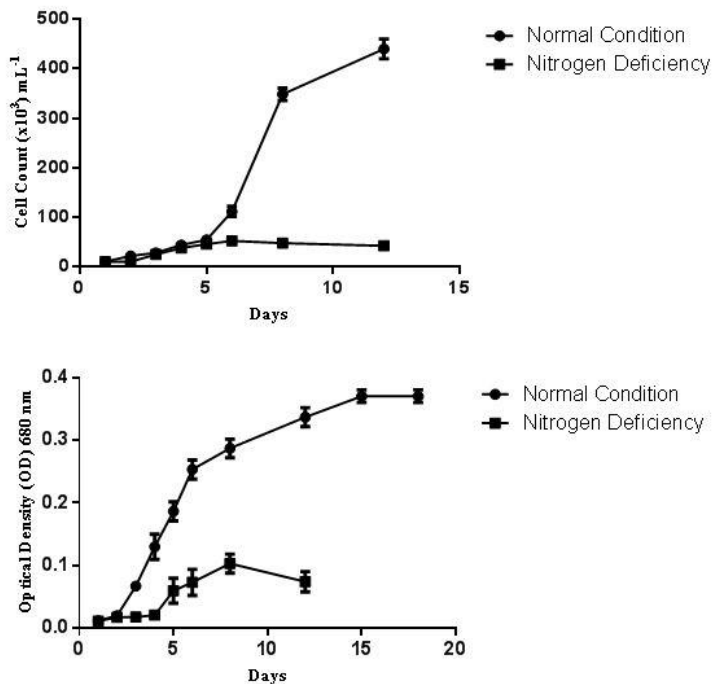 500
400
300
200
100
0
Cell Count (x10³) mL⁻¹
0 5 10 15
Days
Normal Condition
Nitrogen Deficiency
0.4
0.3
0.2
0.1
0.0
Optical Density (OD) 680 nm
0 5 10 15 20
Days
Normal Condition
Nitrogen Deficiency